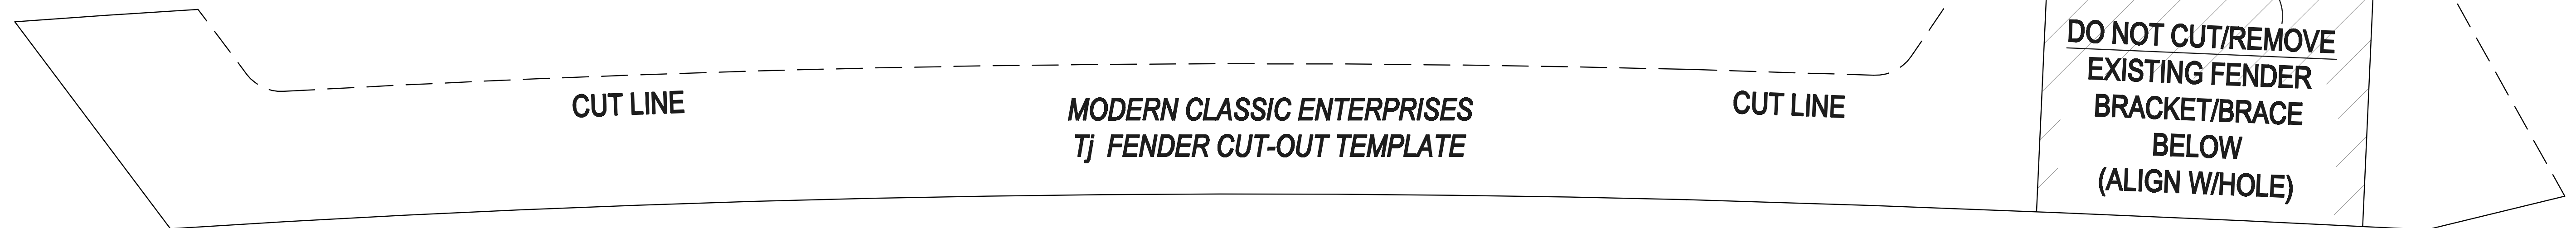 CUT LINE
MODERN CLASSIC ENTERPRISES
Tj FENDER CUT-OUT TEMPLATE
CUT LINE
DO NOT CUT/REMOVE
EXISTING FENDER
BRACKET/BRACE
BELOW
(ALIGN W/HOLE)